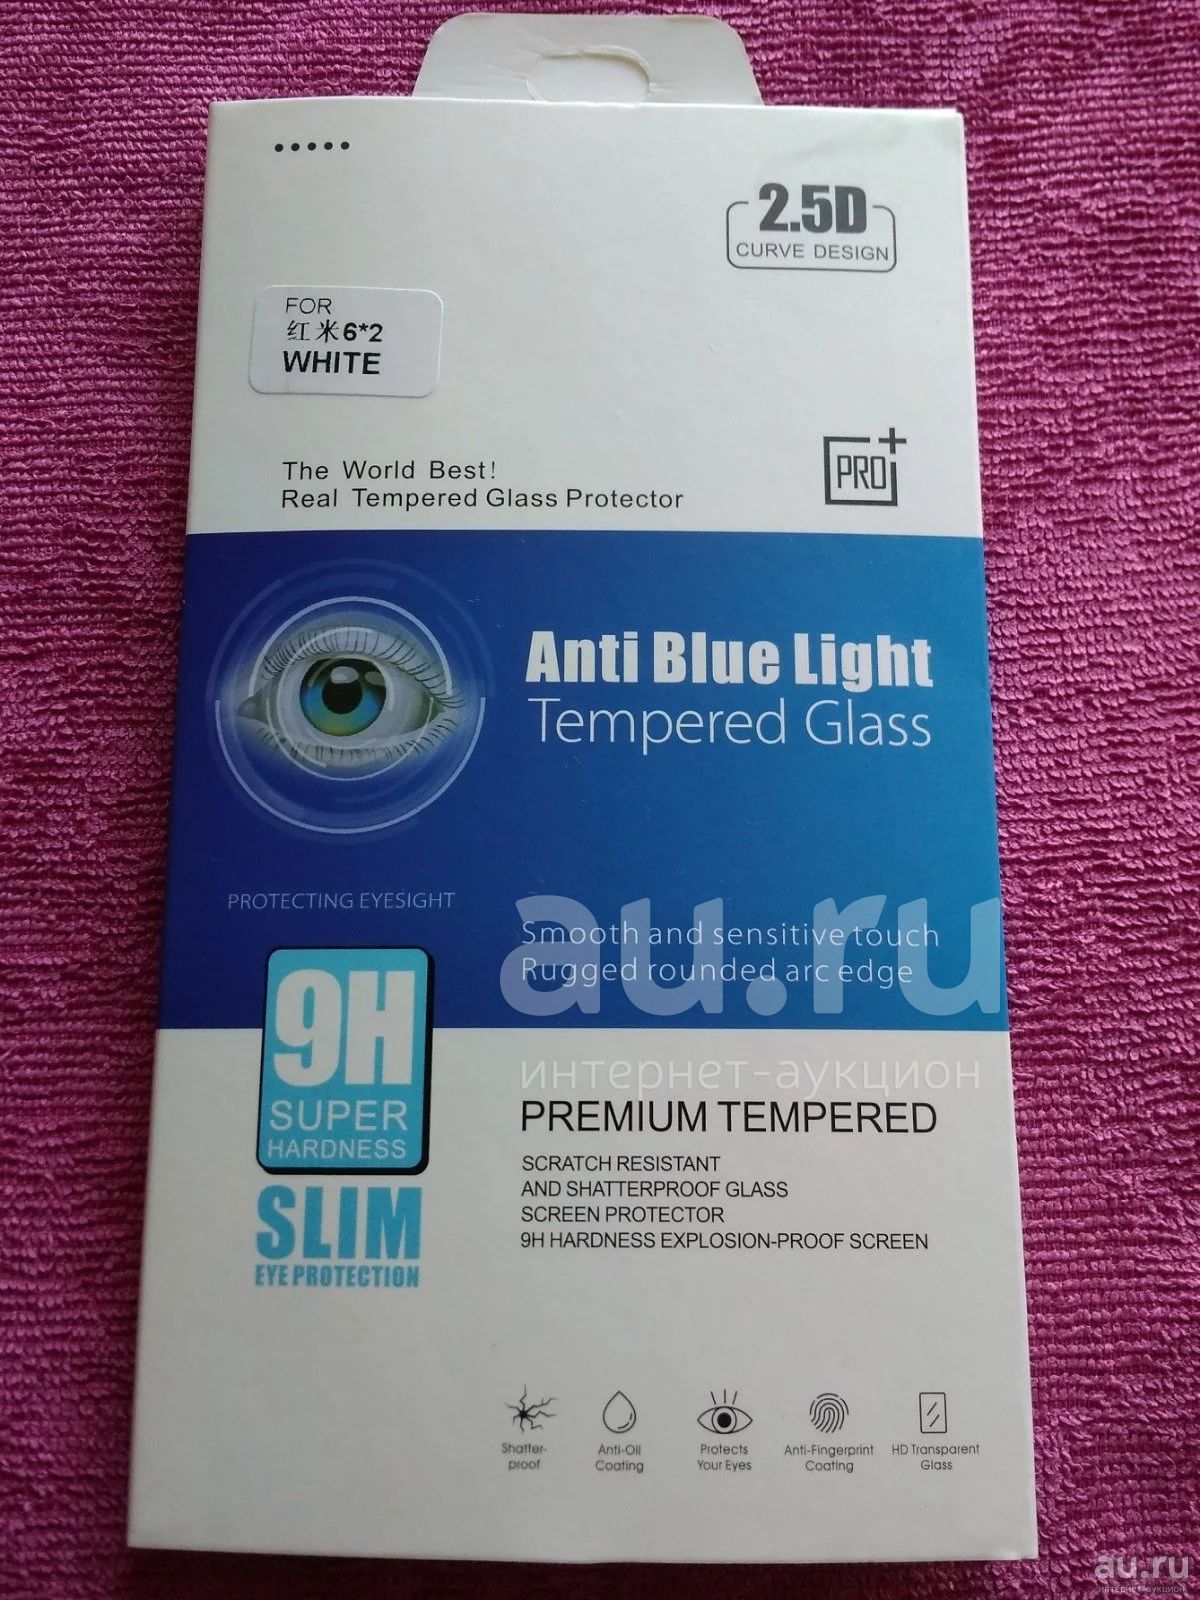 2.5D
CURVE DESIGN
FOR
红米6*2
WHITE
PRO+
The World Best!
Real Tempered Glass Protector
Anti Blue Light
Tempered Glass
PROTECTING EYESIGHT
au.ru
Smooth and sensitive touch
Rugged rounded arc edge
интернет-аукцион
9H
SUPER
HARDNESS
SLIM
EYE PROTECTION
PREMIUM TEMPERED
SCRATCH RESISTANT
AND SHATTERPROOF GLASS
SCREEN PROTECTOR
9H HARDNESS EXPLOSION-PROOF SCREEN
Shatter-
proof
Anti-Oil
Coating
Protects
Your Eyes
Anti-Fingerprint
Coating
HD Transparent
Glass
au.ru
интернет-аукцион